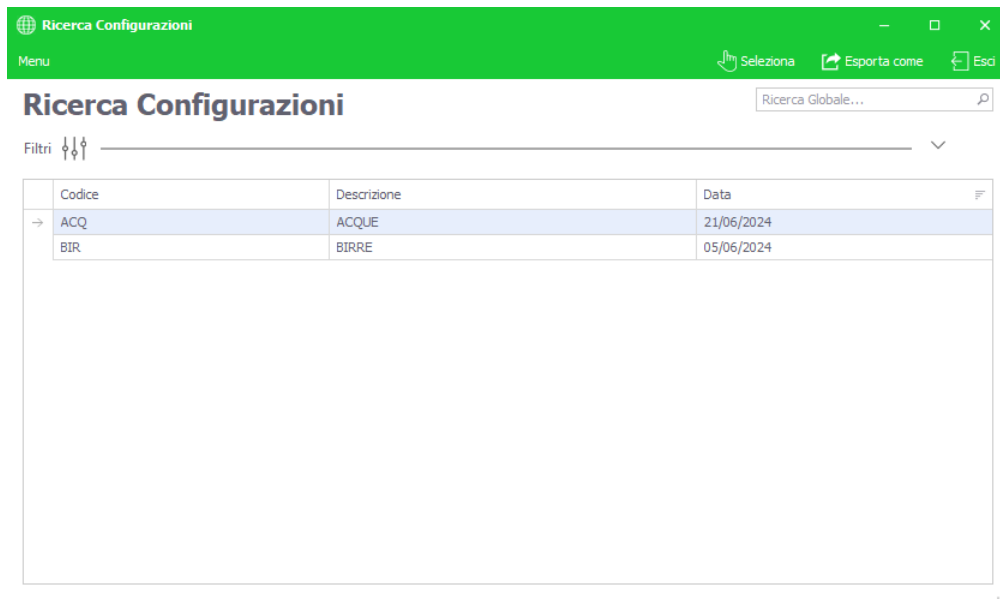 Ricerca Configurazioni
Menu Seleziona Esporta come Esci
Ricerca Configurazioni Ricerca Globale...
Filtri
Codice Descrizione Data
ACQ ACQUE 21/06/2024
BIR BIRRE 05/06/2024